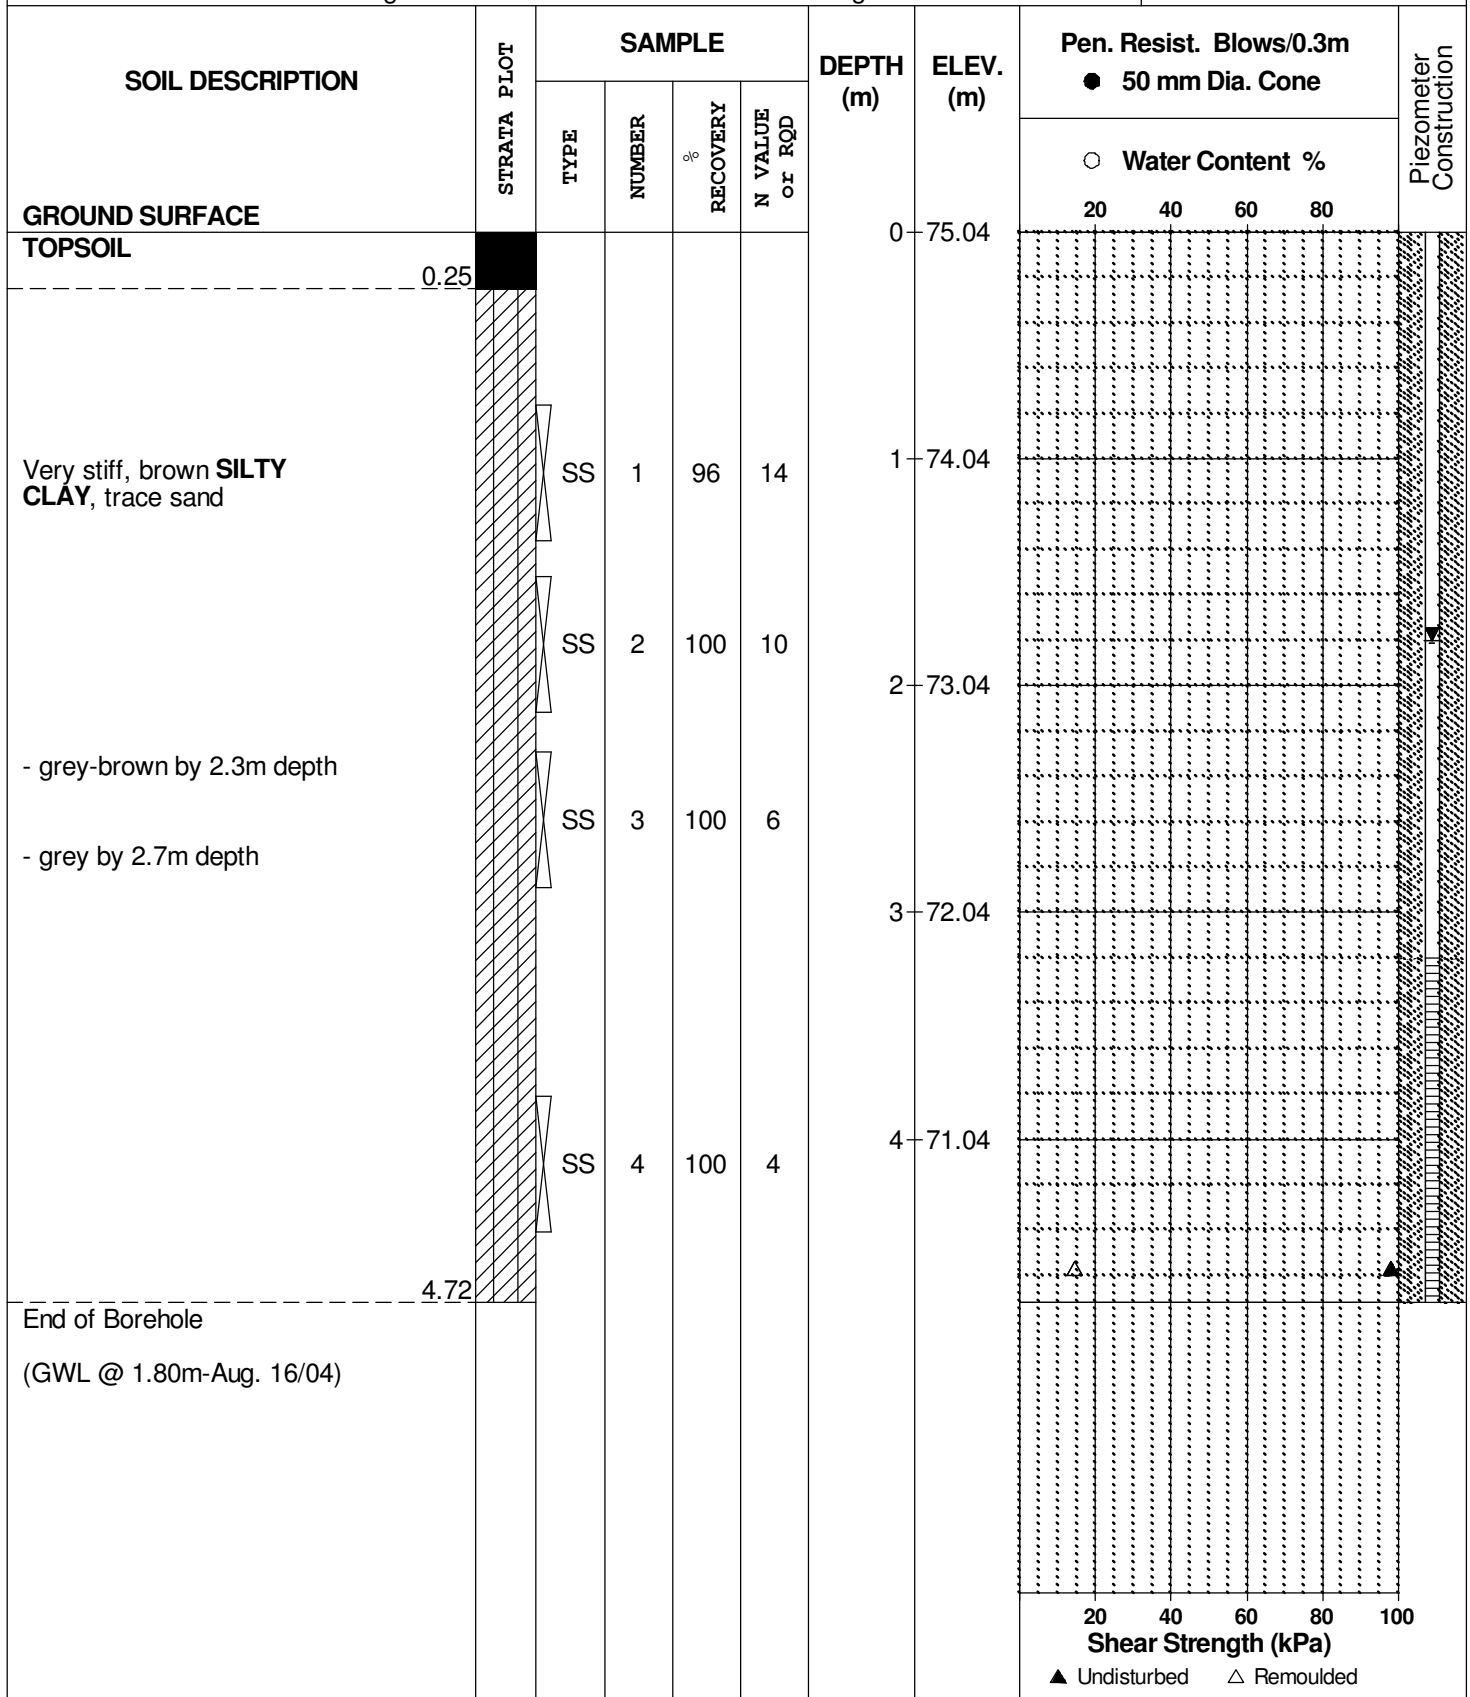 SOIL DESCRIPTION
GROUND SURFACE
STRATA PLOT
SAMPLE
TYPE
NUMBER
% RECOVERY
N VALUE
or RQD
DEPTH
(m)
ELEV.
(m)
Pen. Resist. Blows/0.3m
● 50 mm Dia. Cone
○ Water Content %
20 40 60 80
Piezometer
Construction
TOPSOIL
0.25
0 75.04
Very stiff, brown SILTY
CLAY, trace sand
SS 1 96 14
1 74.04
SS 2 100 10
2 73.04
- grey-brown by 2.3m depth
SS 3 100 6
- grey by 2.7m depth
3 72.04
4 71.04
SS 4 100 4
4.72
End of Borehole
(GWL @ 1.80m-Aug. 16/04)
20 40 60 80 100
Shear Strength (kPa)
▲ Undisturbed △ Remoulded